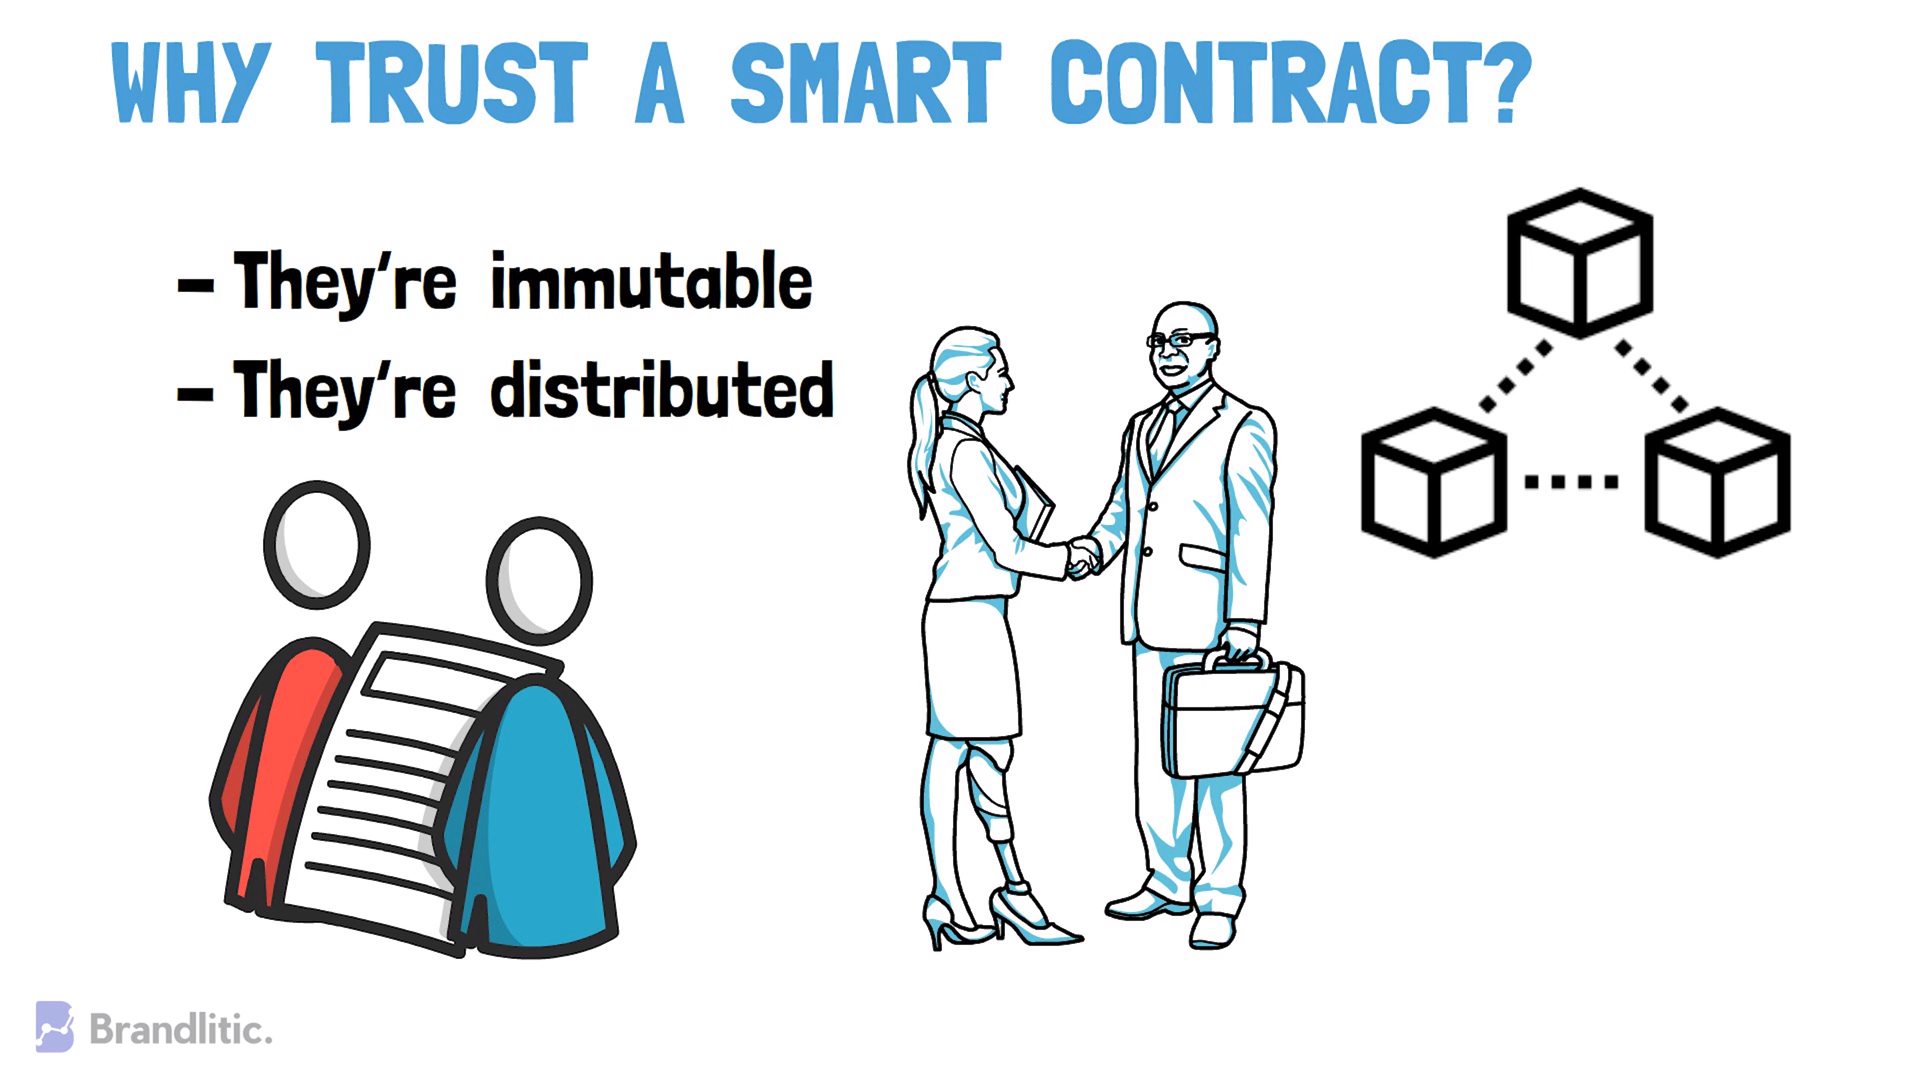 WHY TRUST A SMART CONTRACT?
– They're immutable
– They're distributed
Brandlitic.